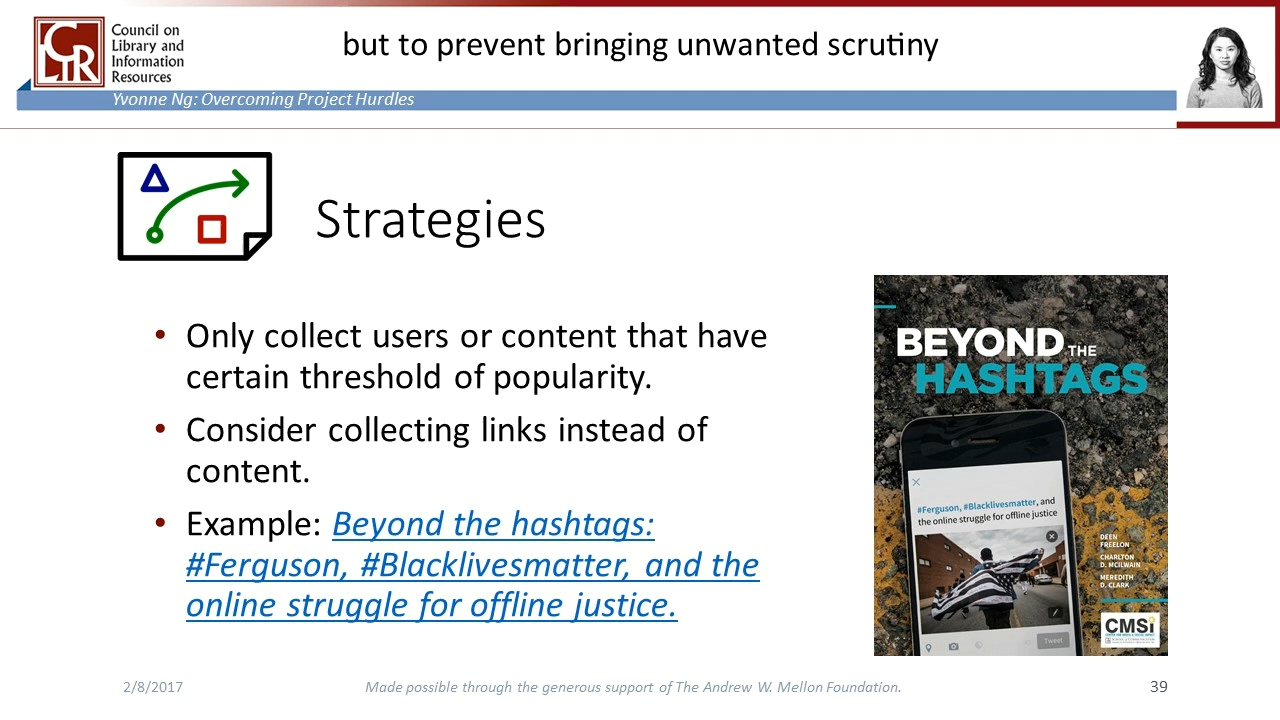 Council on
Library and
Information
Resources
CLIR
but to prevent bringing unwanted scrutiny
Yvonne Ng: Overcoming Project Hurdles
Strategies
• Only collect users or content that have
certain threshold of popularity.
• Consider collecting links instead of
content.
• Example: Beyond the hashtags:
#Ferguson, #Blacklivesmatter, and the
online struggle for offline justice.
BEYOND THE
HASHTAGS
#Ferguson, #Blacklivesmatter, and
the online struggle for offline justice
DEEN
FREELON
CHARLTON
D. MCILWAIN
MEREDITH
D. CLARK
CMSi
Tweet
2/8/2017
Made possible through the generous support of The Andrew W. Mellon Foundation.
39